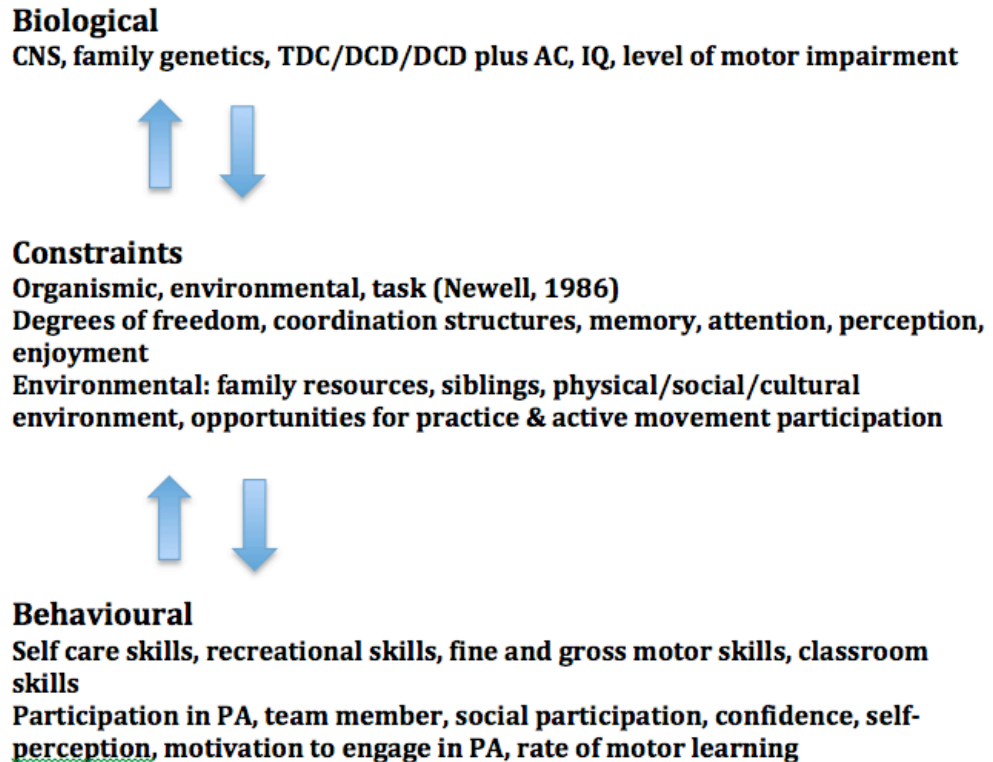 Biological
CNS, family genetics, TDC/DCD/DCD plus AC, IQ, level of motor impairment
Constraints
Organismic, environmental, task (Newell, 1986)
Degrees of freedom, coordination structures, memory, attention, perception,
enjoyment
Environmental: family resources, siblings, physical/social/cultural
environment, opportunities for practice & active movement participation
Behavioural
Self care skills, recreational skills, fine and gross motor skills, classroom
skills
Participation in PA, team member, social participation, confidence, self-
perception, motivation to engage in PA, rate of motor learning